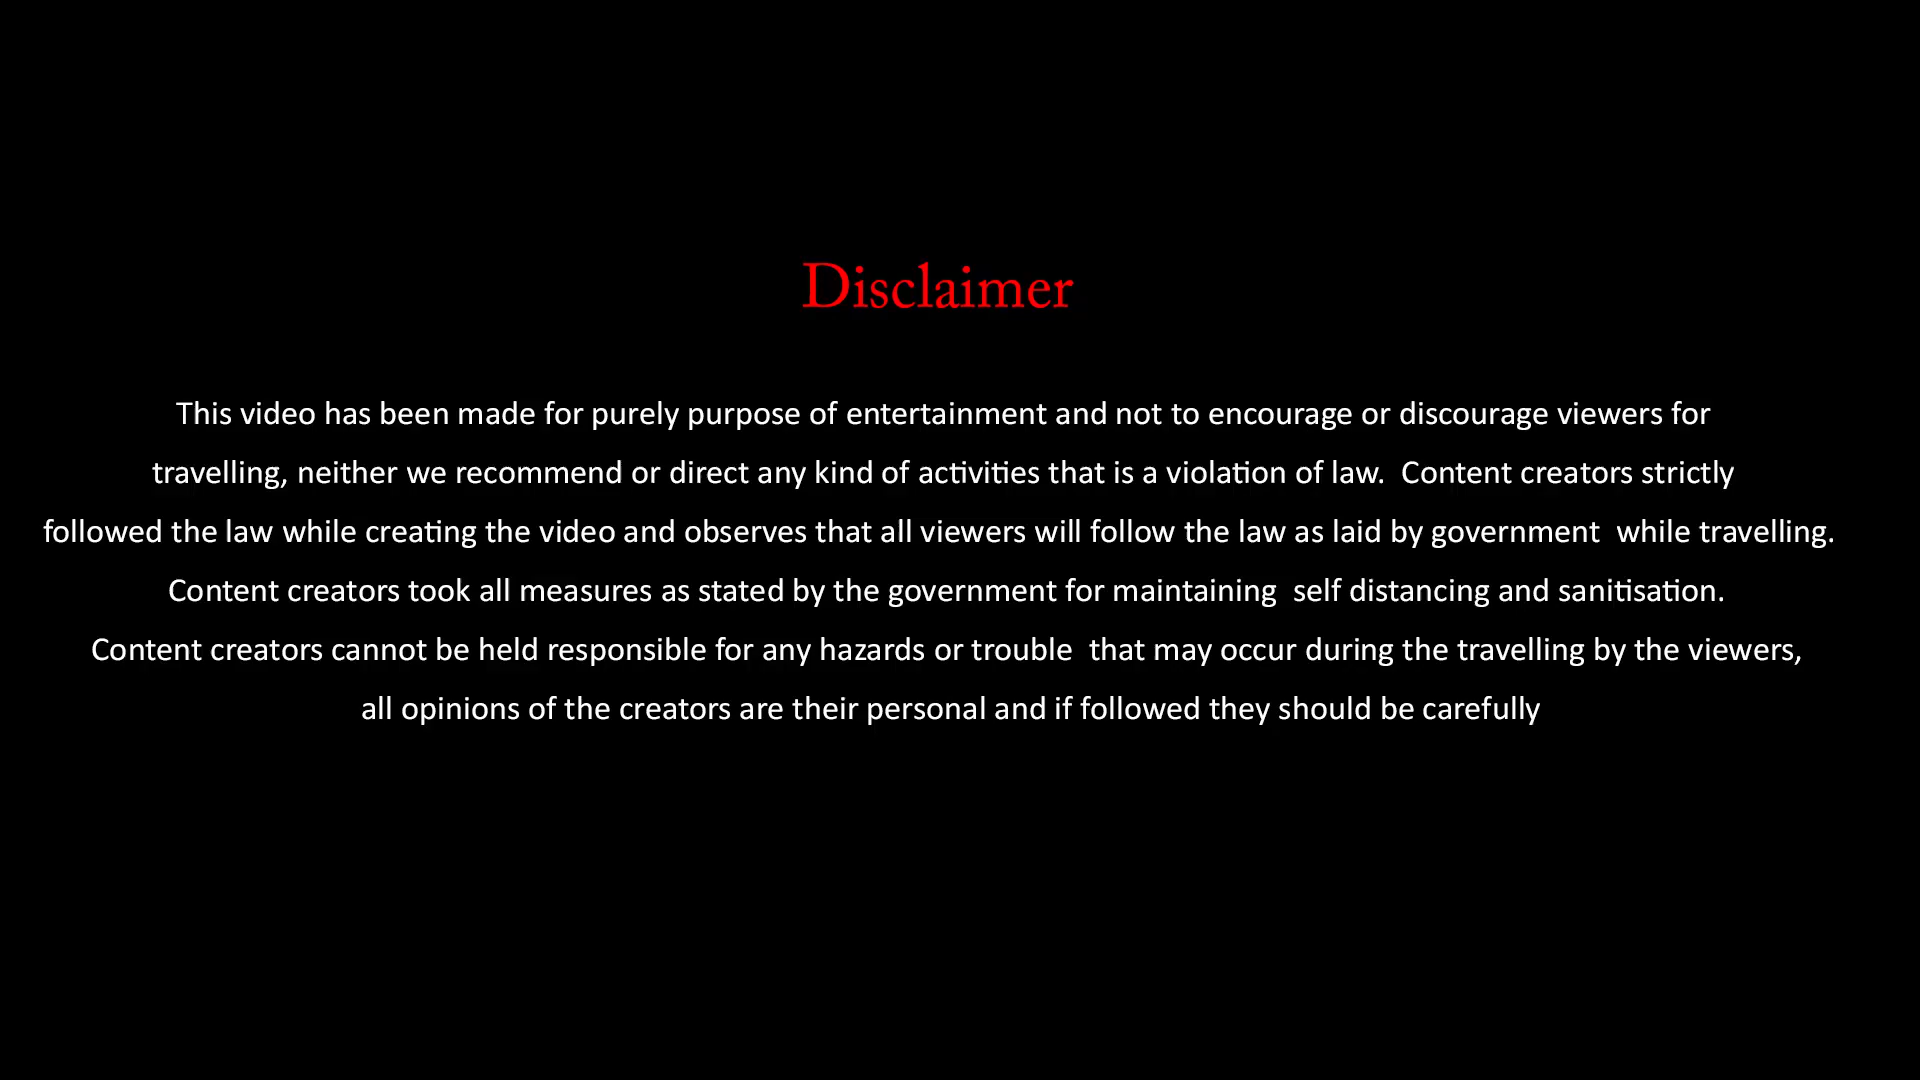 Disclaimer
This video has been made for purely purpose of entertainment and not to encourage or discourage viewers for
travelling, neither we recommend or direct any kind of activities that is a violation of law.  Content creators strictly
followed the law while creating the video and observes that all viewers will follow the law as laid by government  while travelling.
Content creators took all measures as stated by the government for maintaining  self distancing and sanitisation.
Content creators cannot be held responsible for any hazards or trouble  that may occur during the travelling by the viewers,
all opinions of the creators are their personal and if followed they should be carefully